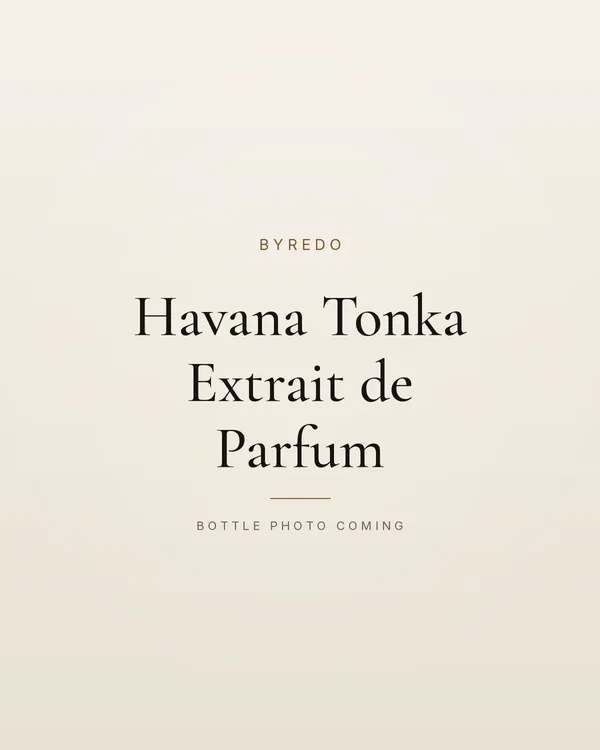 BYREDO
Havana Tonka
Extrait de
Parfum
BOTTLE PHOTO COMING